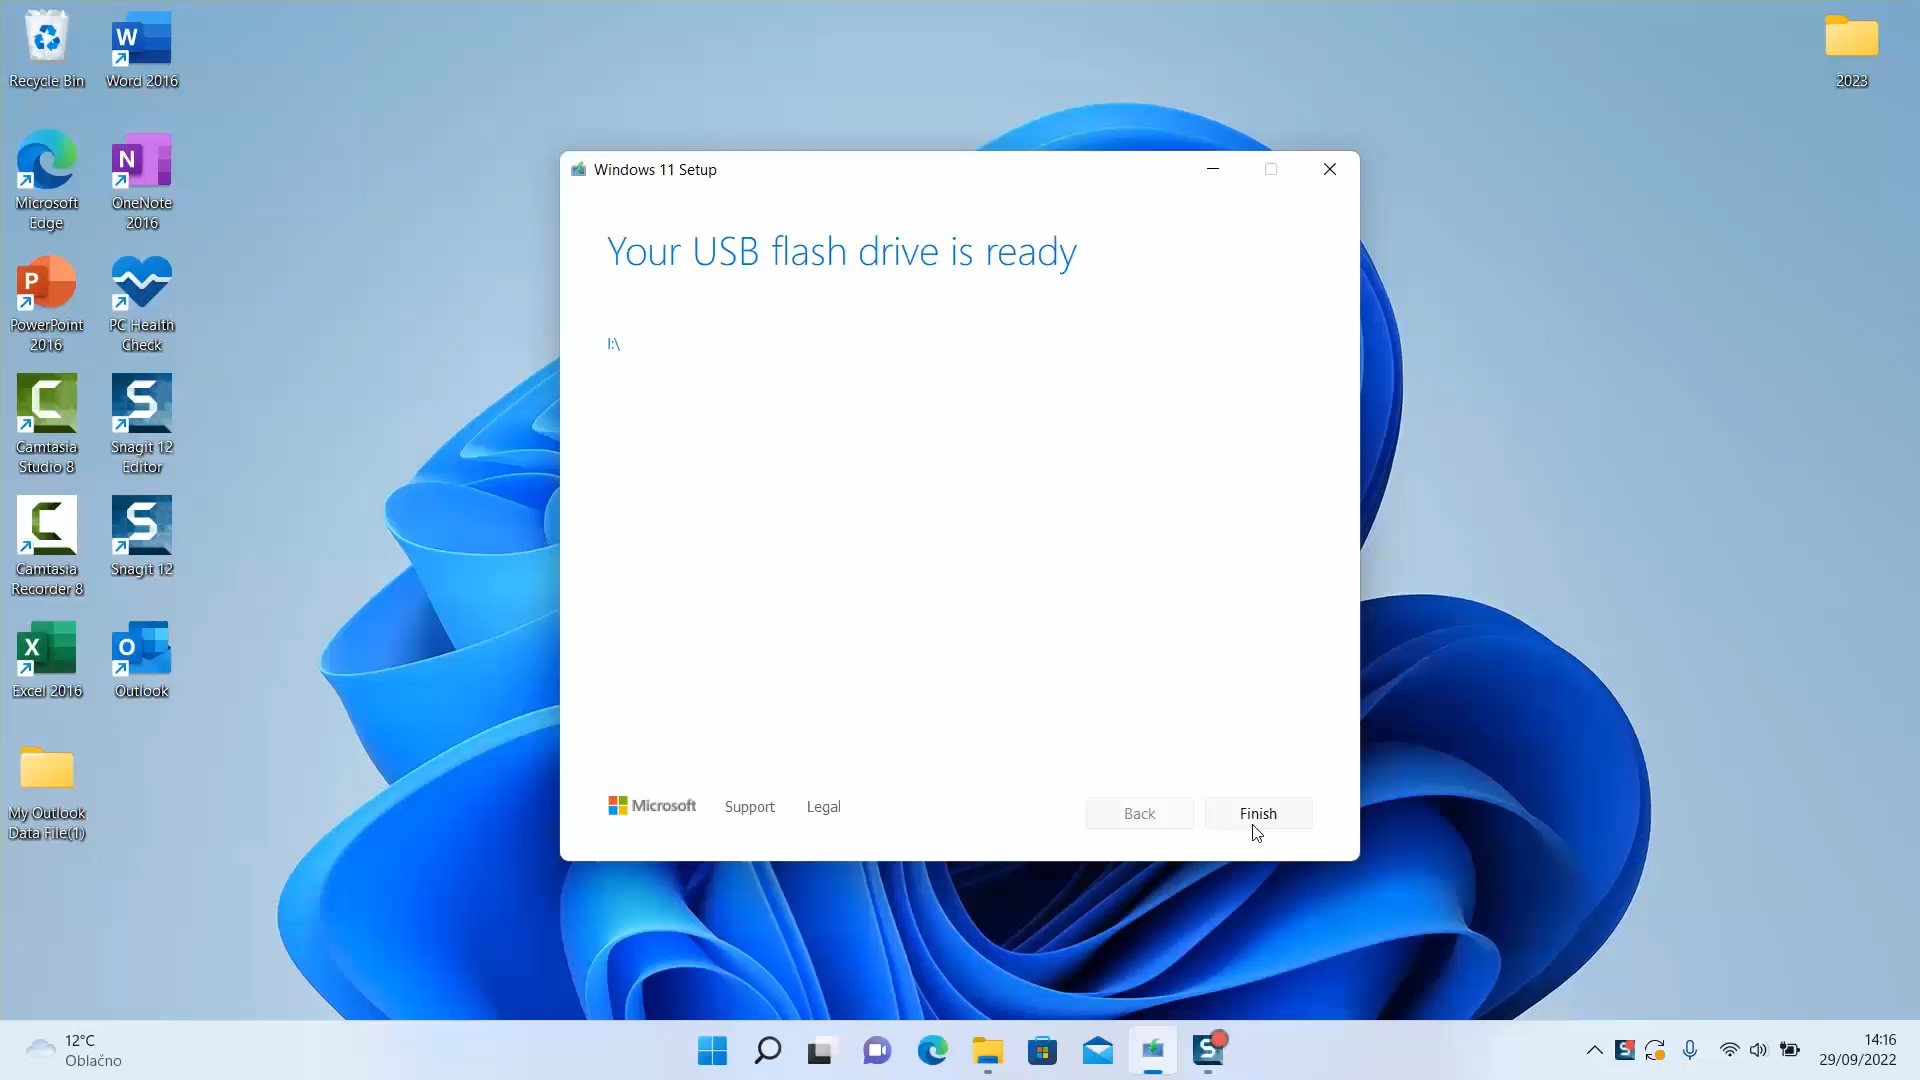 Recycle Bin
Word 2016
2023
Microsoft
Edge
OneNote
2016
PowerPoint
2016
PC Health
Check
Camtasia
Studio 8
Snagit 12
Editor
Camtasia
Recorder 8
Snagit 12
Excel 2016
Outlook
My Outlook
Data File(1)
Windows 11 Setup
Your USB flash drive is ready
I:\
Microsoft
Support
Legal
Back
Finish
12°C
Oblačno
14:16
29/09/2022